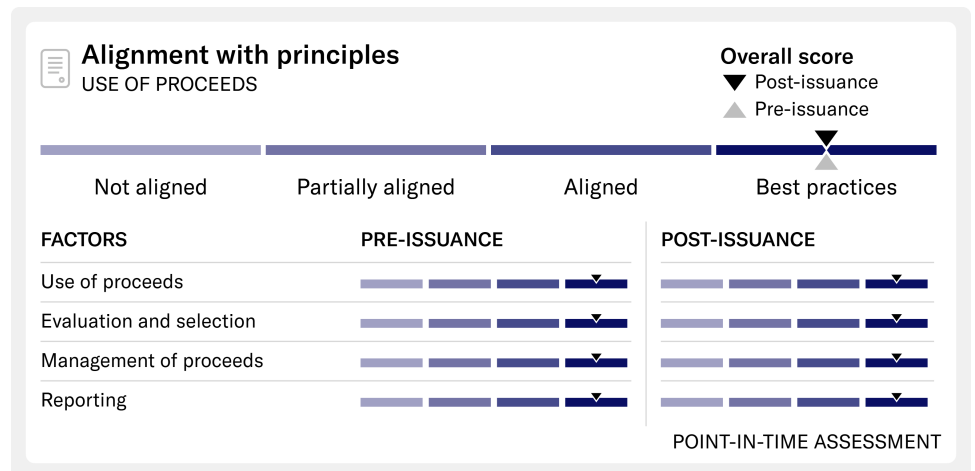 Alignment with principles
USE OF PROCEEDS
Overall score
Post-issuance
Pre-issuance
Not aligned Partially aligned Aligned Best practices
FACTORS PRE-ISSUANCE POST-ISSUANCE
Use of proceeds
Evaluation and selection
Management of proceeds
Reporting
POINT-IN-TIME ASSESSMENT